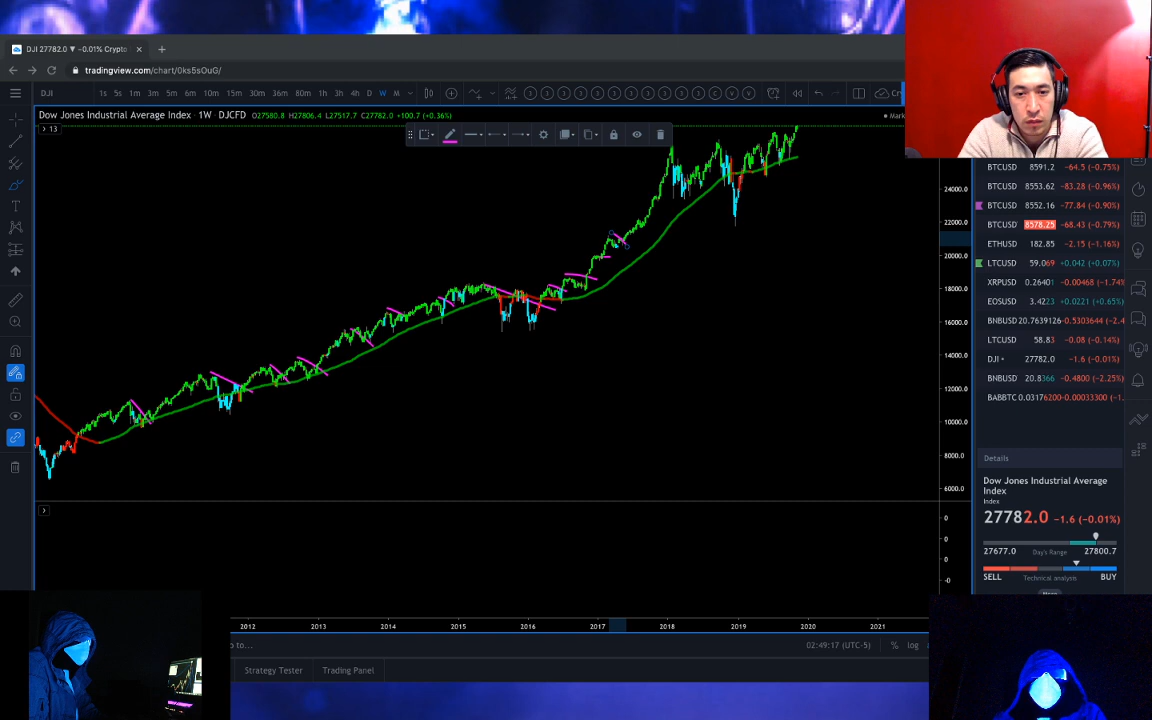 DJI 27782.0 ▼ −0.01% Crypto
tradingview.com/chart/0ks5sOuG/
DJI 1s 5s 1m 3m 5m 10m 15m 30m 36m 80m 1h 3h 4h D W M
Dow Jones Industrial Average Index · 1W · DJCFD O27580.8 H27806.4 L27517.7 C27782.0 +100.7 (+0.36%)
13
24000.0
22000.0
20000.0
18000.0
16000.0
14000.0
12000.0
10000.0
8000.0
6000.0
0
0
0
-0
2012 2013 2014 2015 2016 2017 2018 2019 2020 2021
o to...
02:49:17 (UTC-5) % log
Strategy Tester Trading Panel
BTCUSD 8591.2 −64.5 (−0.75%)
BTCUSD 8553.62 −83.28 (−0.96%)
BTCUSD 8552.16 −77.84 (−0.90%)
BTCUSD 8578.25 −68.43 (−0.79%)
ETHUSD 182.85 −2.15 (−1.16%)
LTCUSD 59.069 +0.042 (+0.07%)
XRPUSD 0.26401 −0.00468 (−1.74%)
EOSUSD 3.4223 +0.0221 (+0.65%)
BNBUSD 20.7639126 −0.5303644 (−2.4
LTCUSD 58.83 −0.08 (−0.14%)
DJI 27782.0 −1.6 (−0.01%)
BNBUSD 20.8366 −0.4800 (−2.25%)
BABBTC 0.03176200 −0.00033300 (−1.
Details
Dow Jones Industrial Average
Index
Index
27782.0 −1.6 (−0.01%)
27677.0 Day's Range 27800.7
SELL Technical analysis BUY